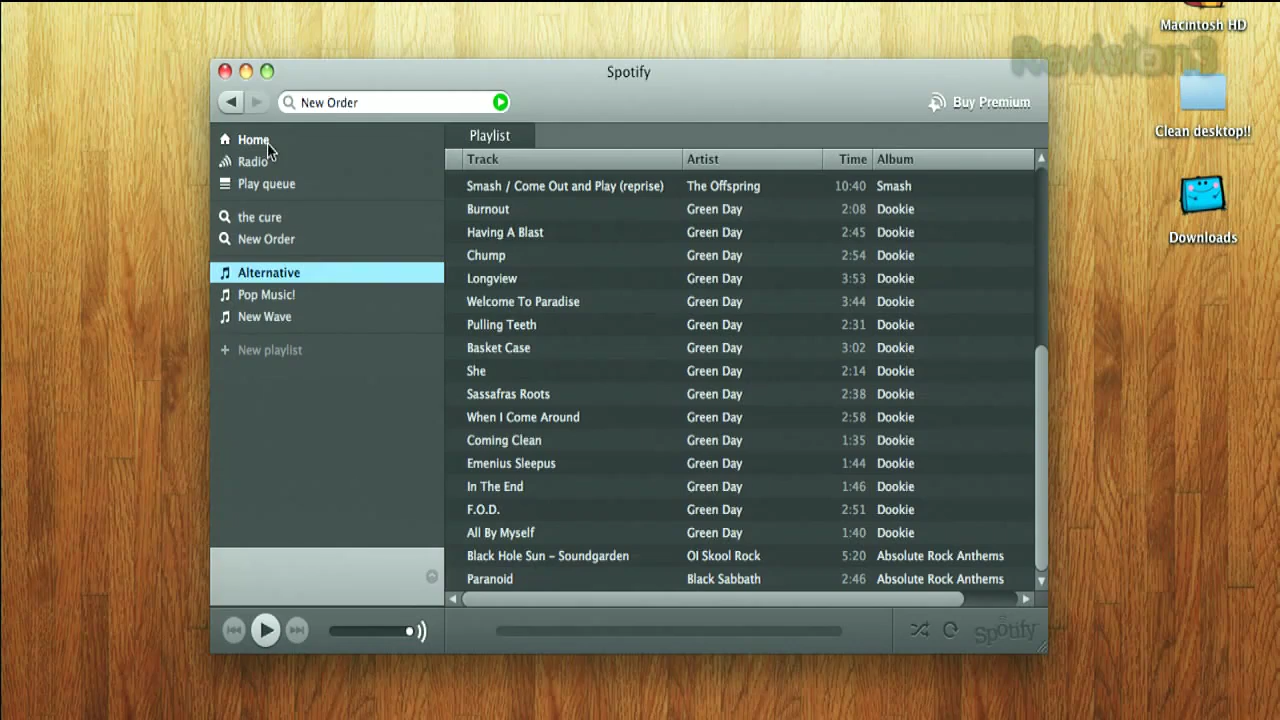 Macintosh HD
Revision3
Spotify
New Order
Buy Premium
Clean desktop!!
Home
Radio
Play queue
the cure
New Order
Alternative
Pop Music!
New Wave
+ New playlist
Playlist
Track Artist Time Album
Smash / Come Out and Play (reprise) The Offspring 10:40 Smash
Burnout Green Day 2:08 Dookie
Having A Blast Green Day 2:45 Dookie
Chump Green Day 2:54 Dookie
Longview Green Day 3:53 Dookie
Welcome To Paradise Green Day 3:44 Dookie
Pulling Teeth Green Day 2:31 Dookie
Basket Case Green Day 3:02 Dookie
She Green Day 2:14 Dookie
Sassafras Roots Green Day 2:38 Dookie
When I Come Around Green Day 2:58 Dookie
Coming Clean Green Day 1:35 Dookie
Emenius Sleepus Green Day 1:44 Dookie
In The End Green Day 1:46 Dookie
F.O.D. Green Day 2:51 Dookie
All By Myself Green Day 1:40 Dookie
Black Hole Sun – Soundgarden Ol Skool Rock 5:20 Absolute Rock Anthems
Paranoid Black Sabbath 2:46 Absolute Rock Anthems
Downloads
Spotify